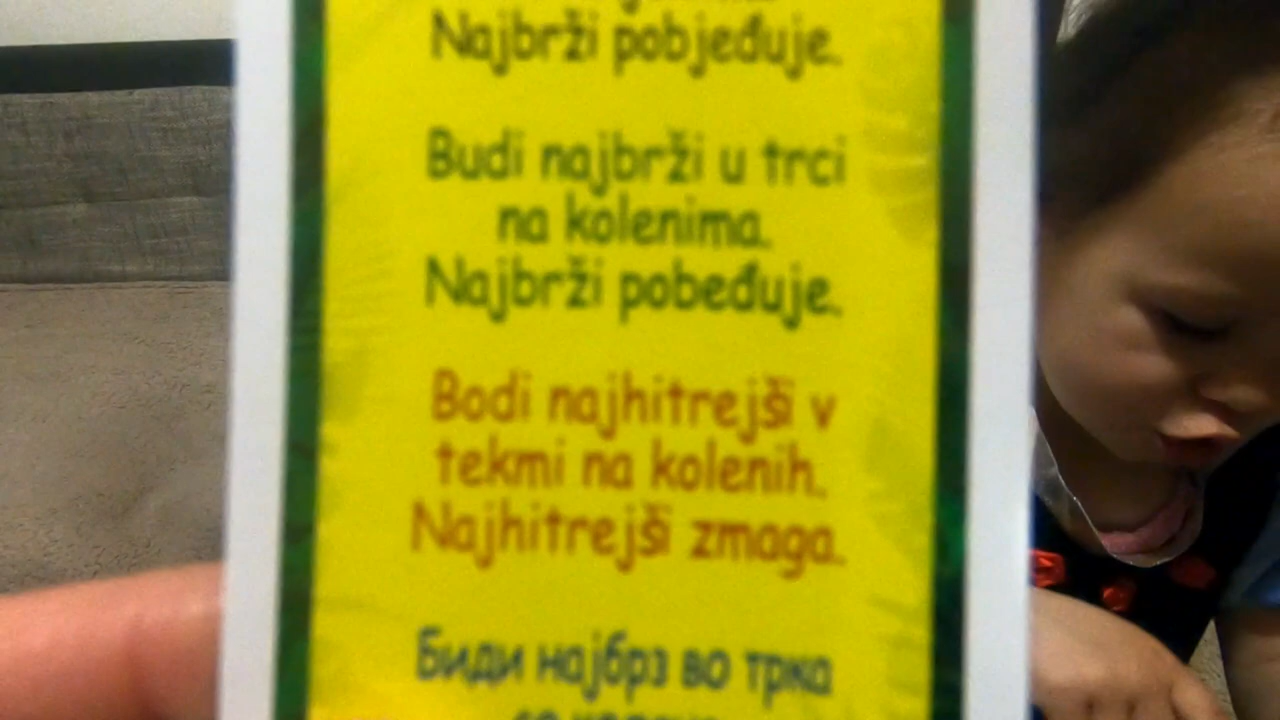 Najbrži pobjeđuje.
Budi najbrži u trci
na kolenima.
Najbrži pobeđuje.
Bodi najhitrejši v
tekmi na kolenih.
Najhitrejši zmaga.
Биди најбрз во трка